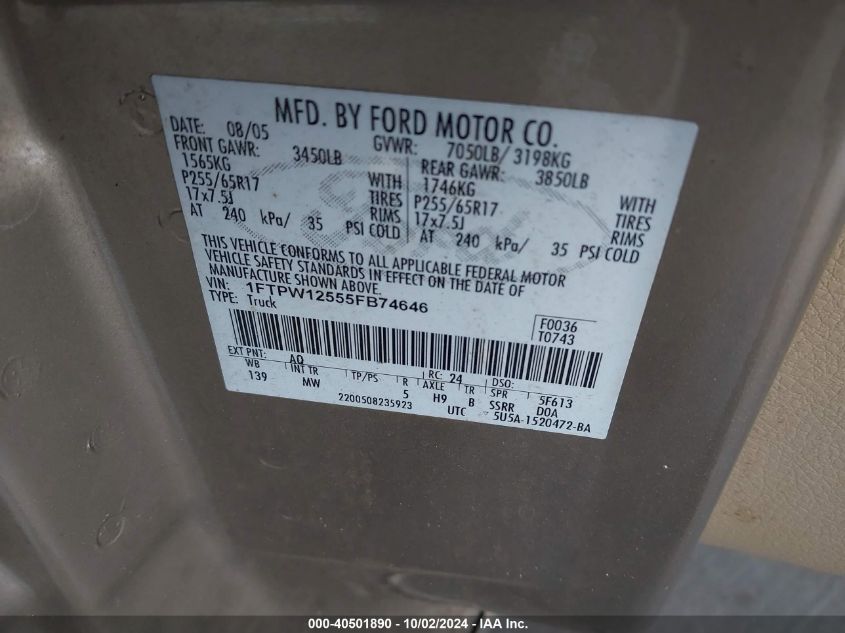 MFD. BY FORD MOTOR CO.
DATE: 08/05 GVWR: 7050LB/ 3198KG
FRONT GAWR: 3450LB REAR GAWR: 3850LB
1565KG WITH 1746KG WITH
P255/65R17 TIRES P255/65R17 TIRES
17x7.5J RIMS 17x7.5J RIMS
AT 240 kPa/ 35 PSI COLD AT 240 kPa/ 35 PSI COLD
THIS VEHICLE CONFORMS TO ALL APPLICABLE FEDERAL MOTOR
VEHICLE SAFETY STANDARDS IN EFFECT ON THE DATE OF
MANUFACTURE SHOWN ABOVE.
VIN: 1FTPW12555FB74646
TYPE: Truck
F0036
T0743
EXT PNT: AQ RC: 24 DSO:
WB INT TR TP/PS R AXLE TR SPR 5F613
139 MW 5 H9 B SSRR D0A
2200508235923 UTC 5U5A-1520472-BA
000-40501890 - 10/02/2024 - IAA Inc.